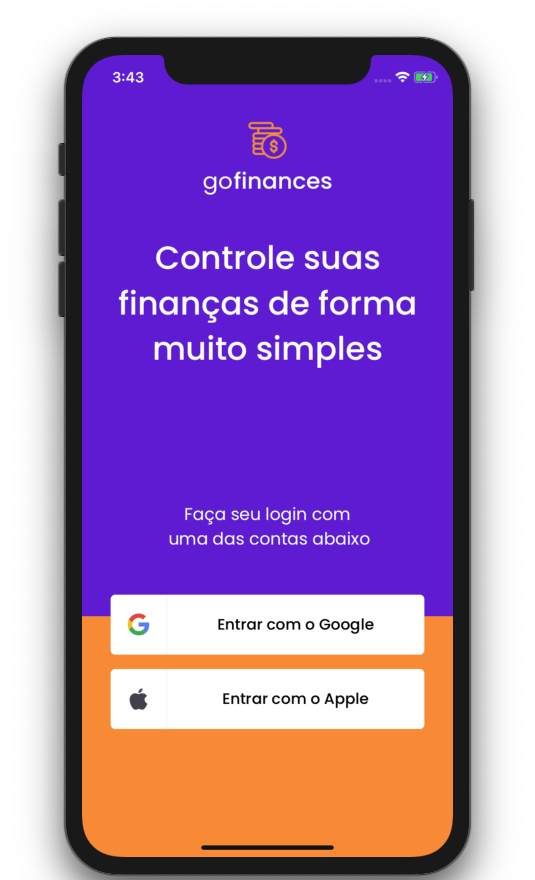 3:43
gofinances
Controle suas
finanças de forma
muito simples
Faça seu login com
uma das contas abaixo
Entrar com o Google
Entrar com o Apple